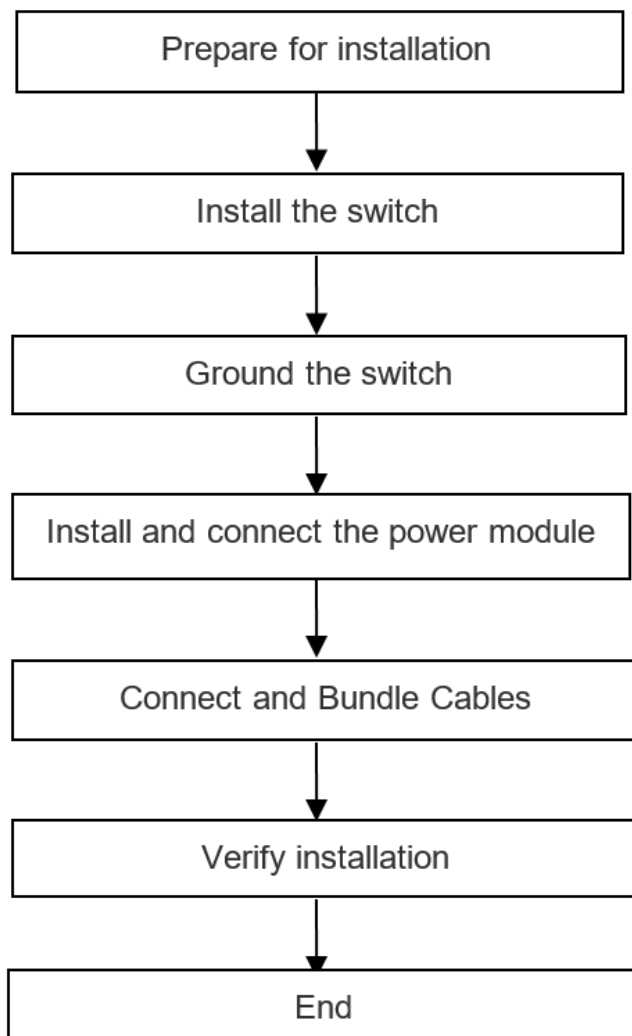 Prepare for installation
Install the switch
Ground the switch
Install and connect the power module
Connect and Bundle Cables
Verify installation
End